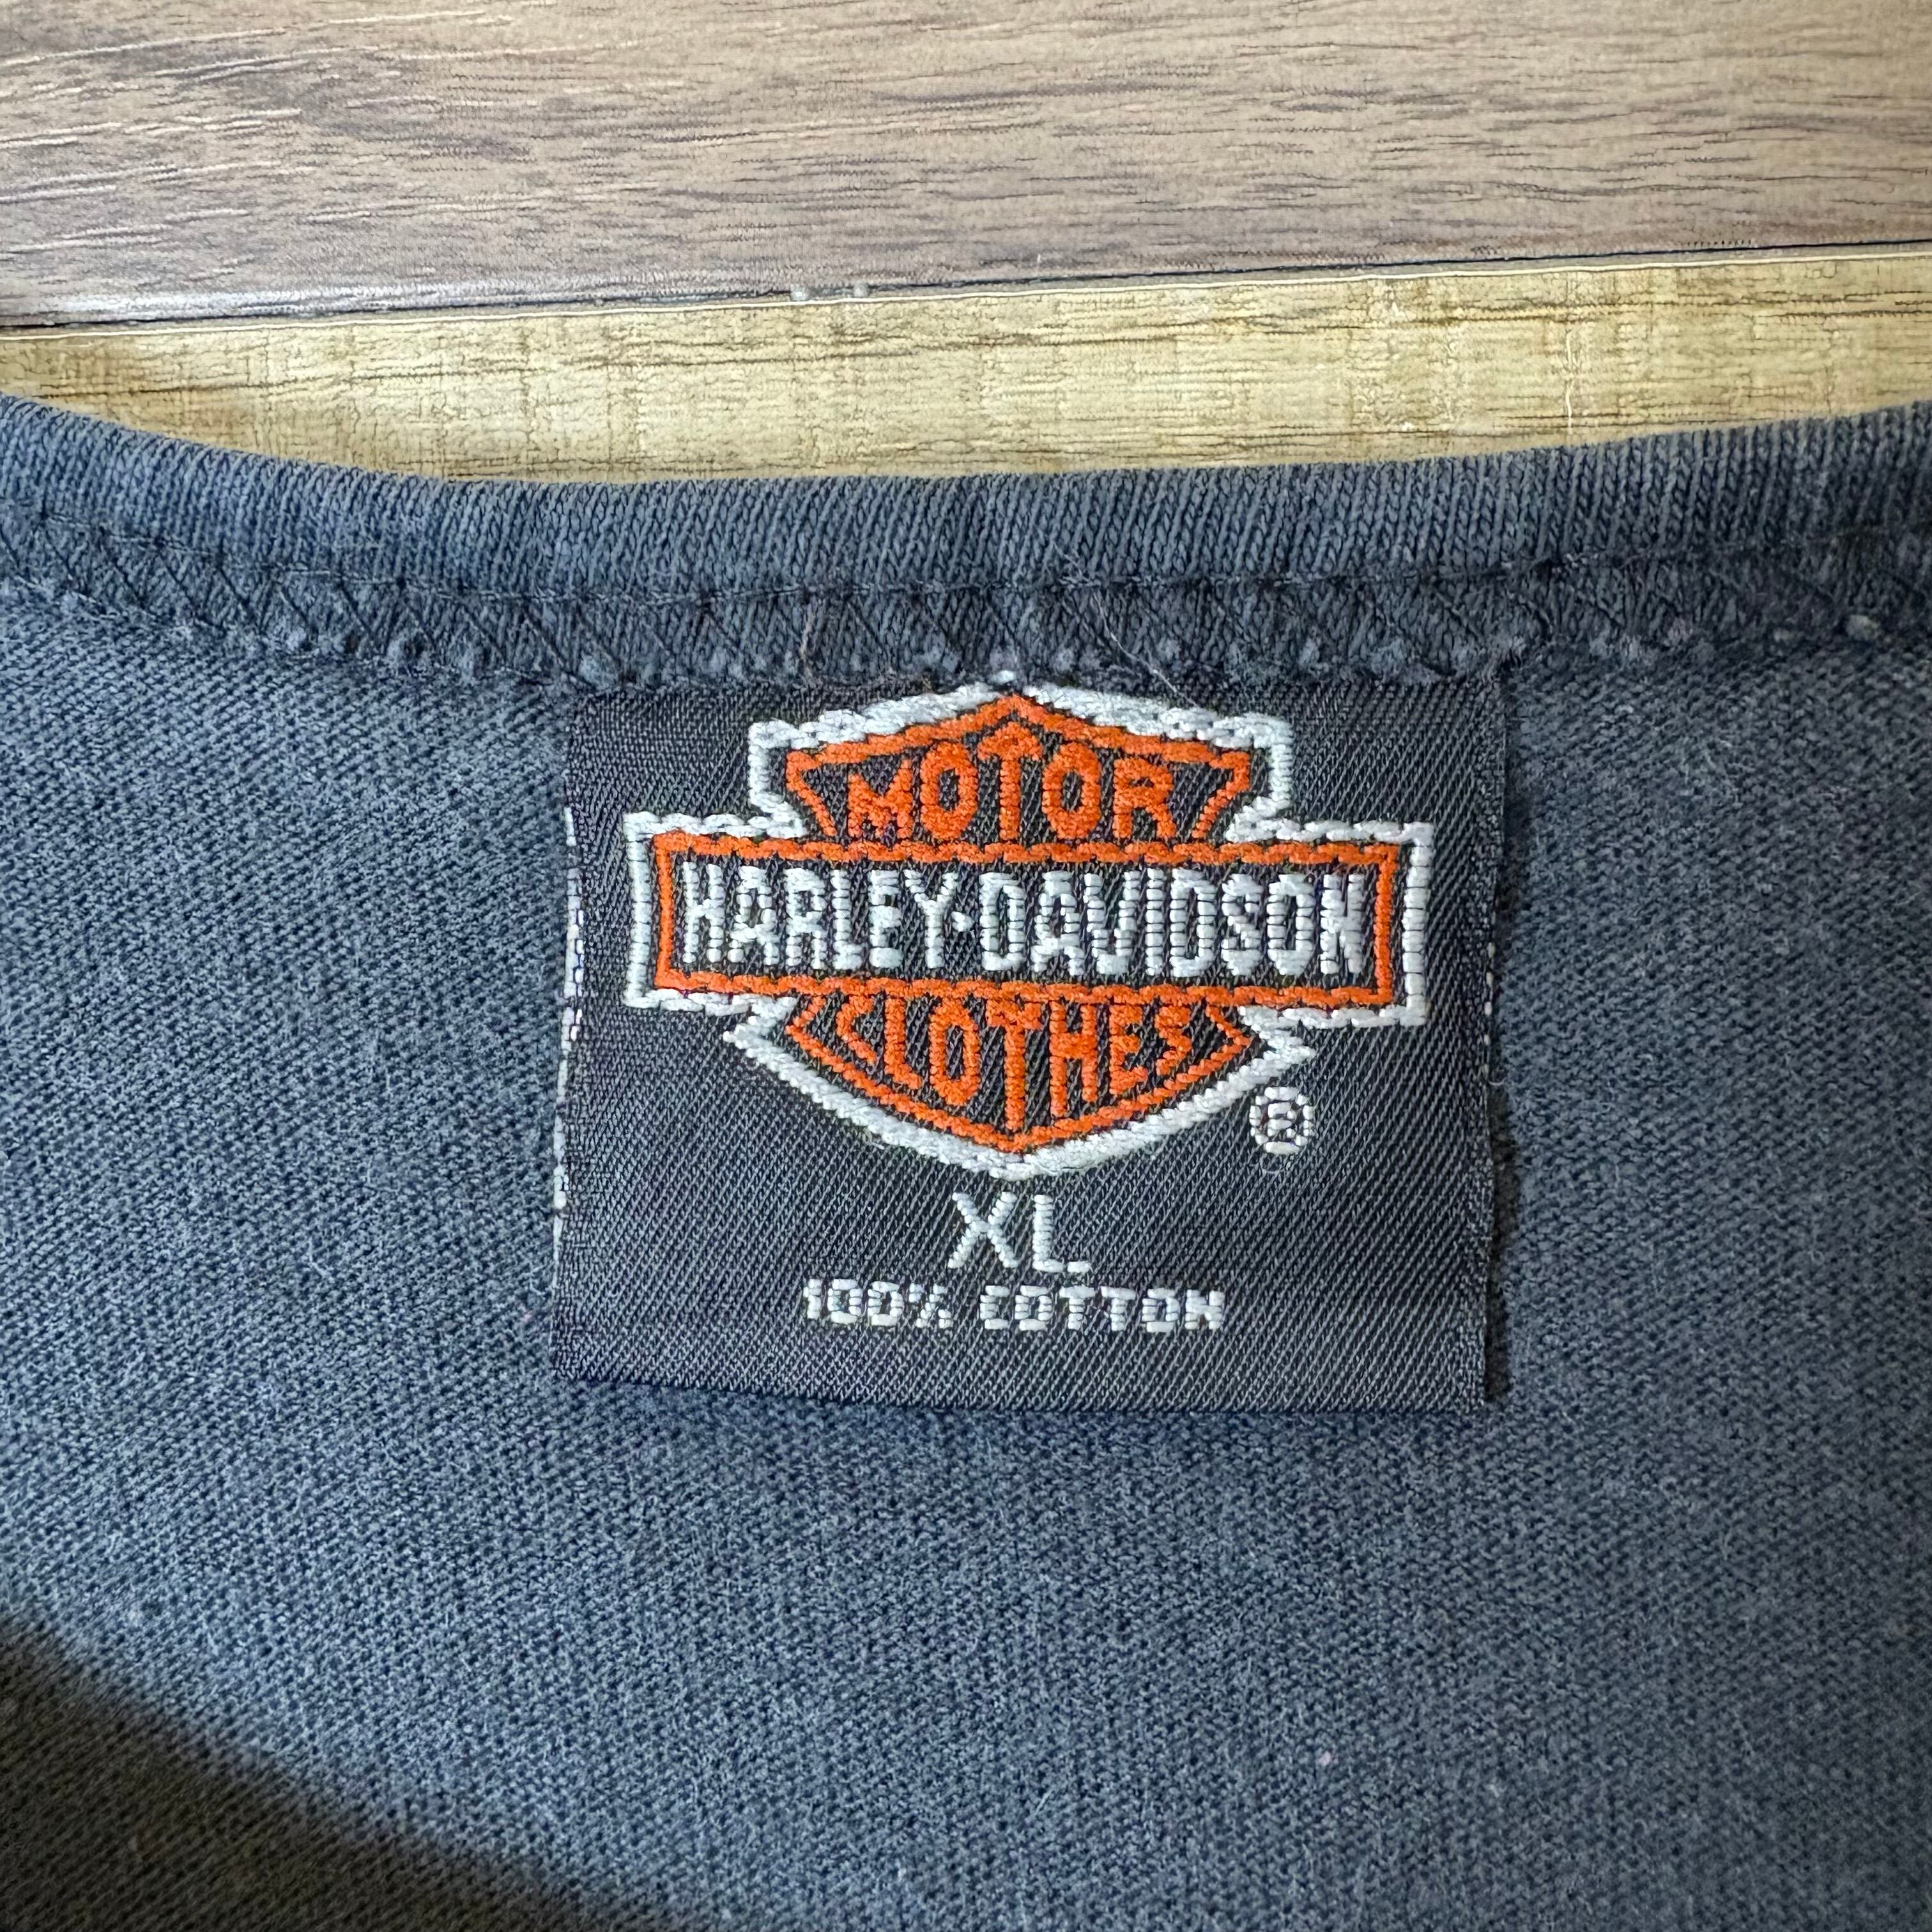 MOTOR
HARLEY-DAVIDSON
CLOTHES
®
XL
100% COTTON